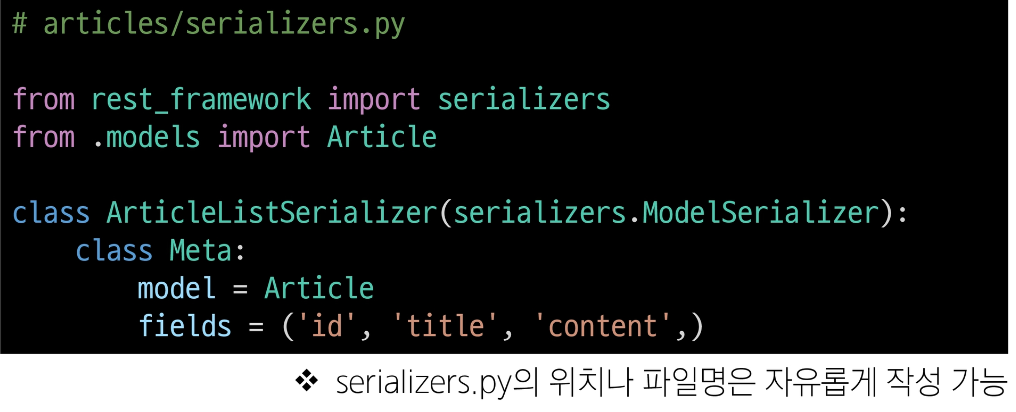 # articles/serializers.py
from rest_framework import serializers
from .models import Article
class ArticleListSerializer(serializers.ModelSerializer):
    class Meta:
        model = Article
        fields = ('id', 'title', 'content',)
❖ serializers.py의 위치나 파일명은 자유롭게 작성 가능